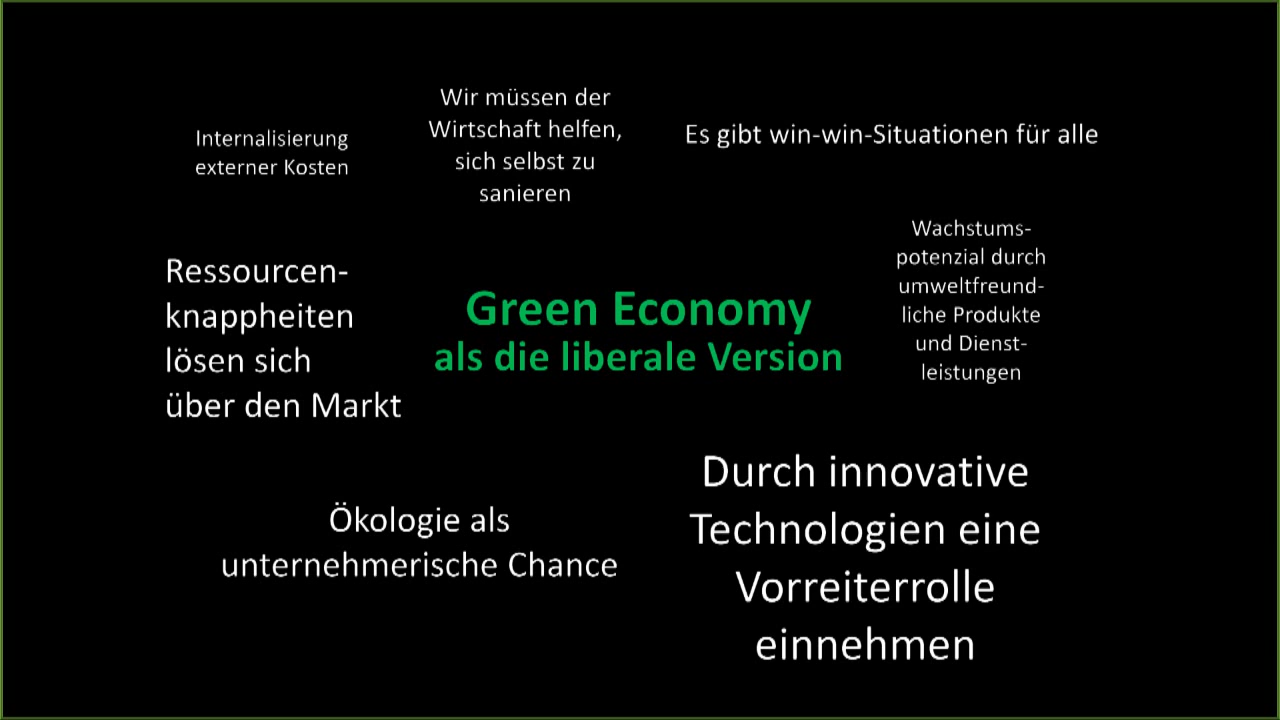 Internalisierung
externer Kosten
Wir müssen der
Wirtschaft helfen,
sich selbst zu
sanieren
Es gibt win-win-Situationen für alle
Ressourcen-
knappheiten
lösen sich
über den Markt
Green Economy
als die liberale Version
Wachstums-
potenzial durch
umweltfreund-
liche Produkte
und Dienst-
leistungen
Ökologie als
unternehmerische Chance
Durch innovative
Technologien eine
Vorreiterrolle
einnehmen